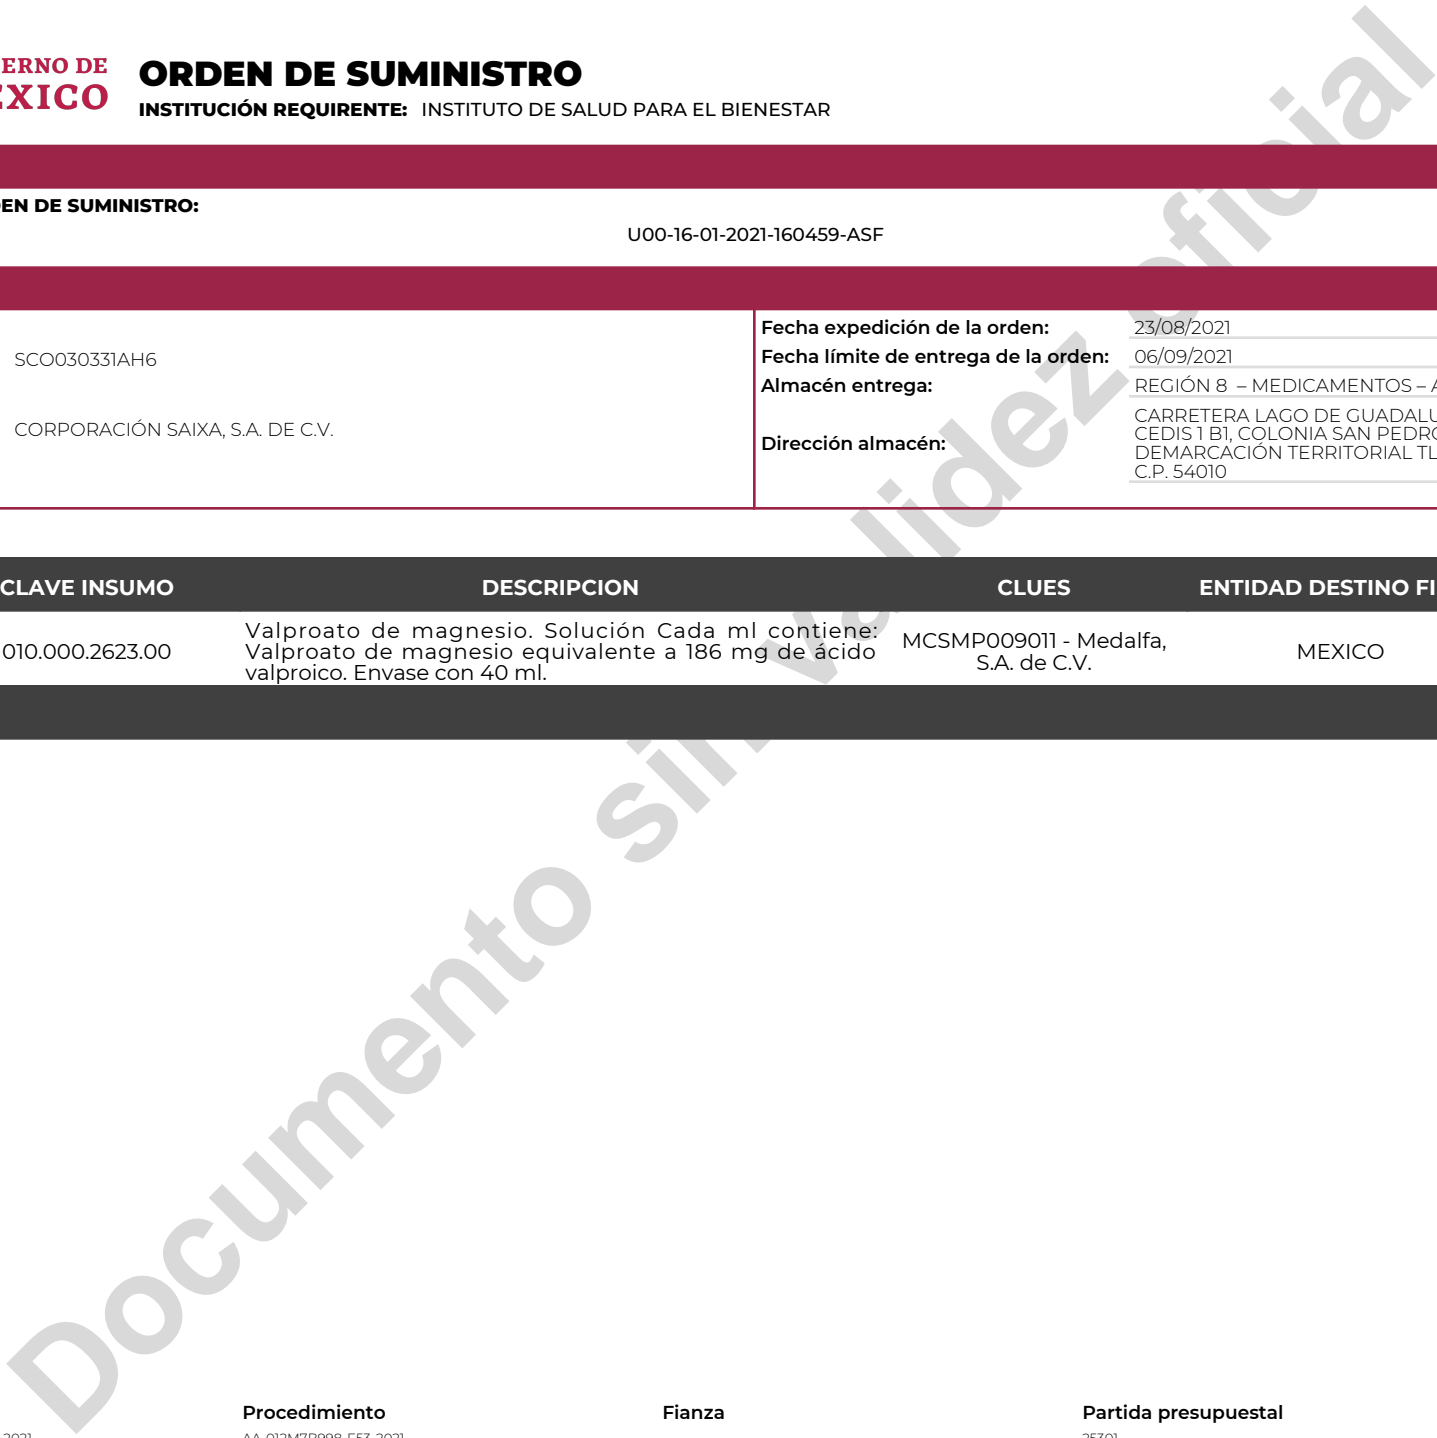 ERNO DE
EXICO
ORDEN DE SUMINISTRO
INSTITUCIÓN REQUIRENTE: INSTITUTO DE SALUD PARA EL BIENESTAR
EN DE SUMINISTRO:
U00-16-01-2021-160459-ASF
SCO030331AH6
CORPORACIÓN SAIXA, S.A. DE C.V.
Fecha expedición de la orden: 23/08/2021
Fecha límite de entrega de la orden: 06/09/2021
Almacén entrega: REGIÓN 8 – MEDICAMENTOS – A
Dirección almacén:
CARRETERA LAGO DE GUADALU
CEDIS 1 B1, COLONIA SAN PEDRO
DEMARCACIÓN TERRITORIAL TL
C.P. 54010
CLAVE INSUMO DESCRIPCION CLUES ENTIDAD DESTINO FI
010.000.2623.00
Valproato de magnesio. Solución Cada ml contiene:
Valproato de magnesio equivalente a 186 mg de ácido
valproico. Envase con 40 ml.
MCSMP009011 - Medalfa,
S.A. de C.V.
MEXICO
Documento sin validez oficial
Procedimiento Fianza Partida presupuestal